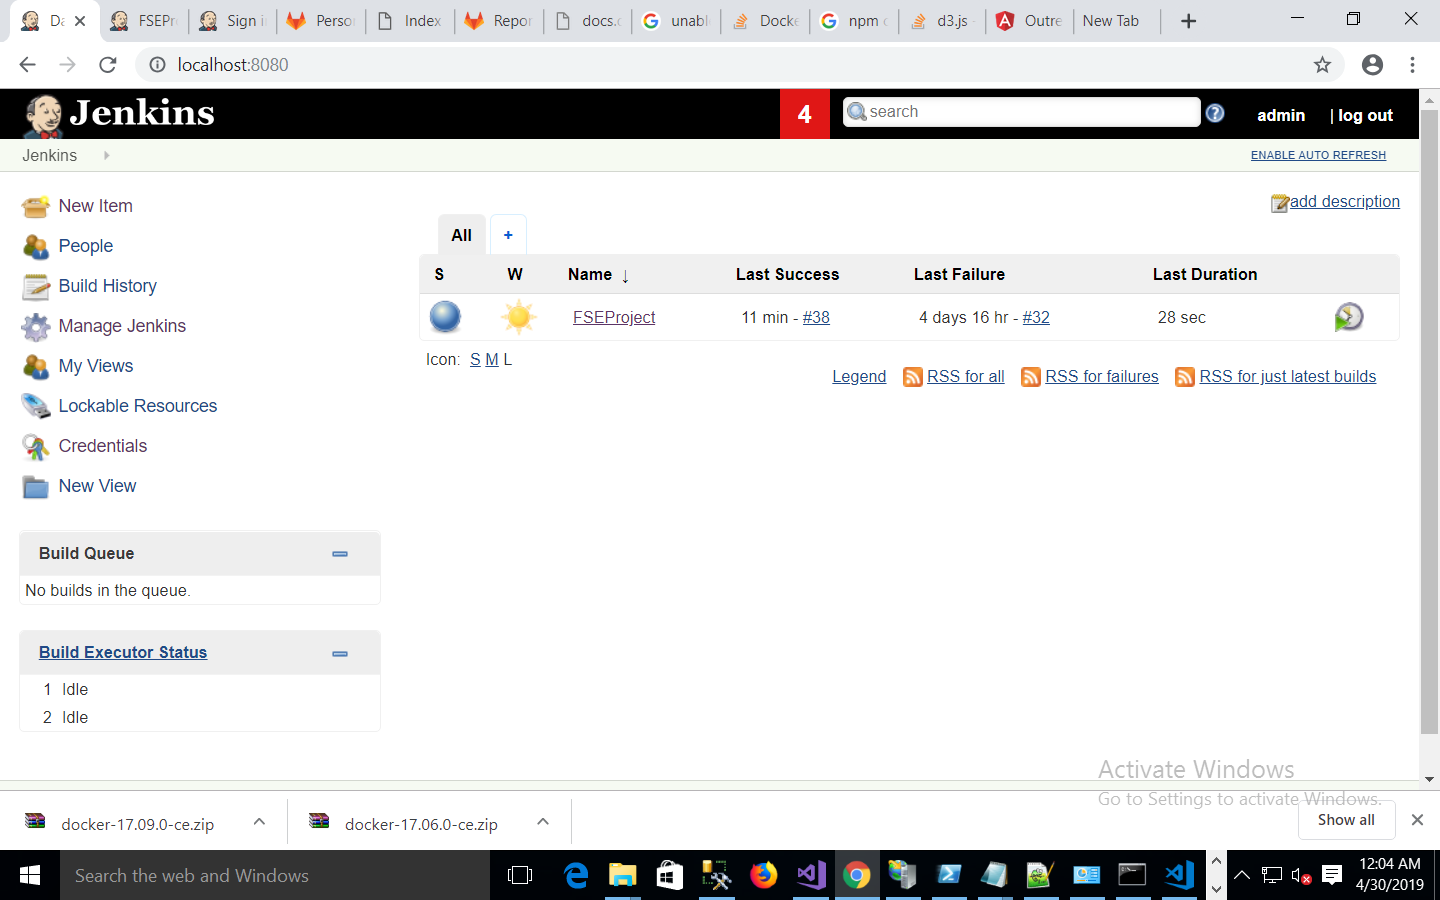 Da
FSEPr
Sign i
Perso
Index
Repor
docs.
unabl
Docke
npm
d3.js
Outre
New Tab
localhost:8080
Jenkins
4
search
admin
| log out
Jenkins
ENABLE AUTO REFRESH
New Item
People
Build History
Manage Jenkins
My Views
Lockable Resources
Credentials
New View
Build Queue
No builds in the queue.
Build Executor Status
1 Idle
2 Idle
add description
All +
S W Name ↓ Last Success Last Failure Last Duration
FSEProject 11 min - #38 4 days 16 hr - #32 28 sec
Icon: S M L
Legend RSS for all RSS for failures RSS for just latest builds
Activate Windows
Go to Settings to activate Windows.
docker-17.09.0-ce.zip
docker-17.06.0-ce.zip
Show all
Search the web and Windows
12:04 AM
4/30/2019